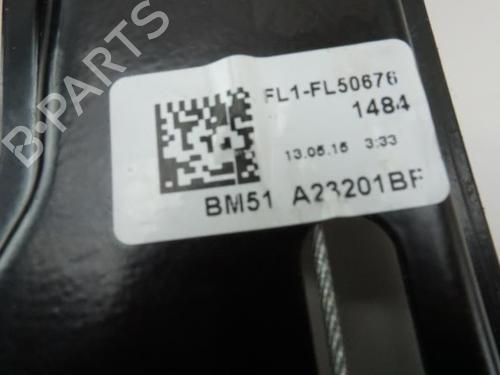 B-PARTS
FL1-FL50676
1484
13.05.15 3:33
BM51 A23201BF